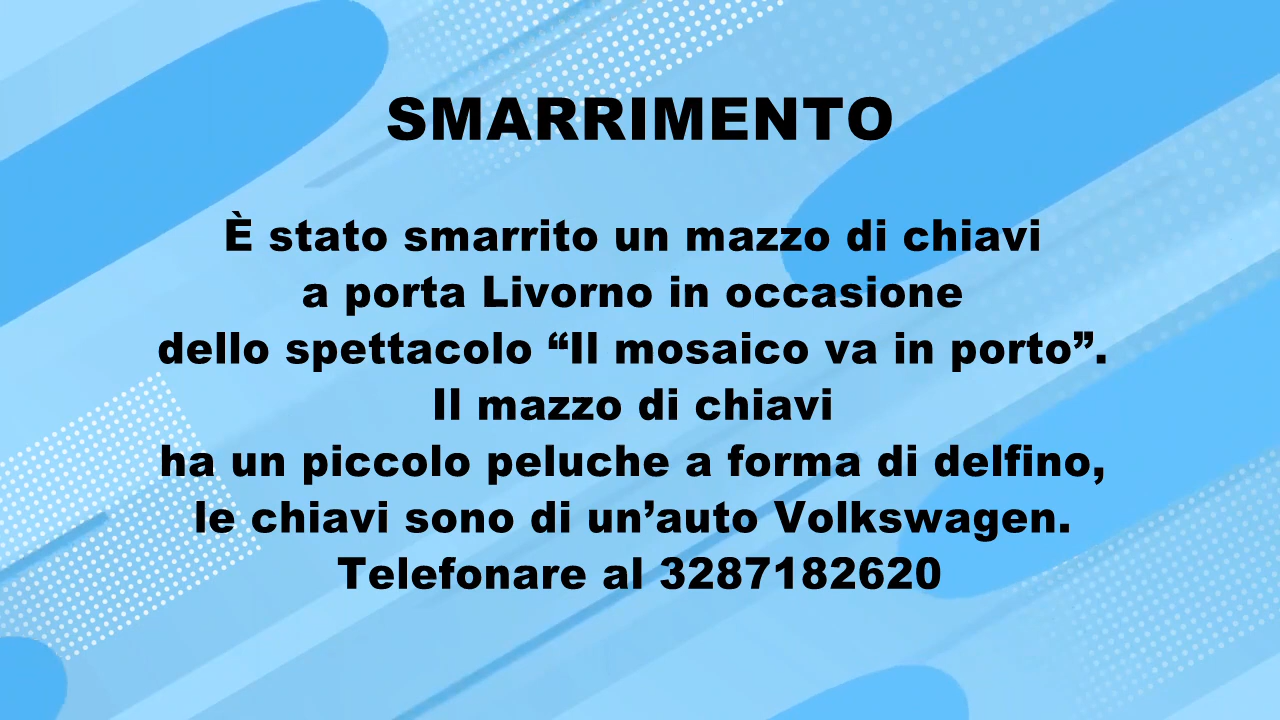 SMARRIMENTO
È stato smarrito un mazzo di chiavi
a porta Livorno in occasione
dello spettacolo “Il mosaico va in porto”.
Il mazzo di chiavi
ha un piccolo peluche a forma di delfino,
le chiavi sono di un’auto Volkswagen.
Telefonare al 3287182620